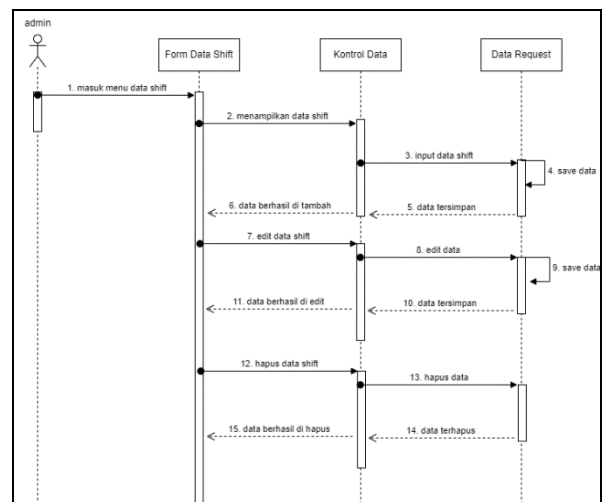 admin
Form Data Shift
Kontrol Data
Data Request
1. masuk menu data shift
2. menampilkan data shift
3. input data shift
4. save data
5. data tersimpan
6. data berhasil di tambah
7. edit data shift
8. edit data
9. save data
10. data tersimpan
11. data berhasil di edit
12. hapus data shift
13. hapus data
14. data terhapus
15. data berhasil di hapus